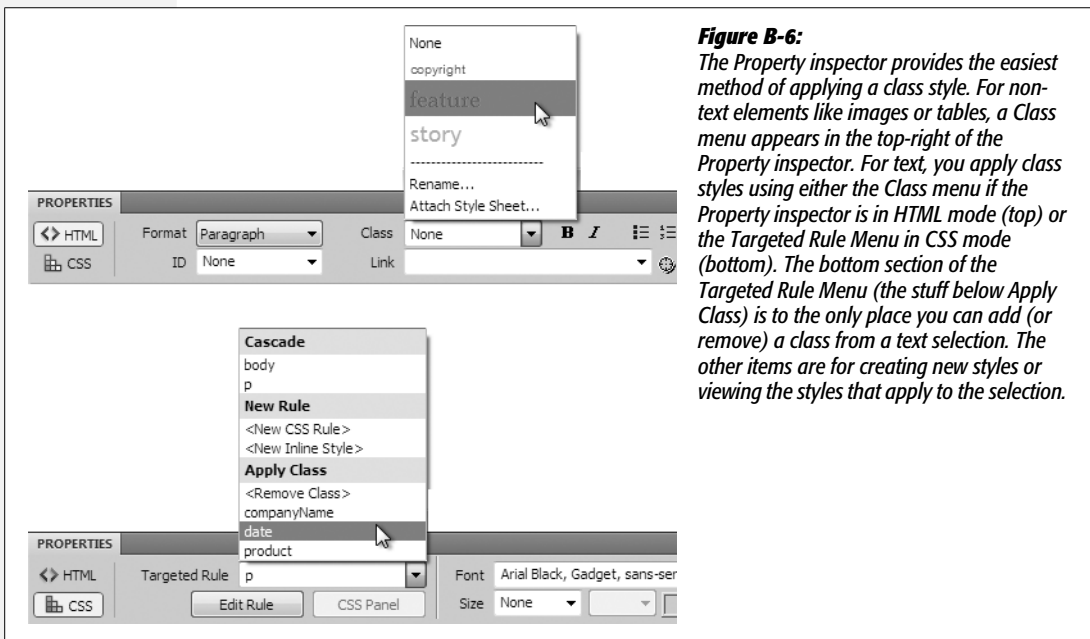 None
copyright
feature
story
--------------------------
Rename...
Attach Style Sheet...
PROPERTIES
<> HTML
Format
Paragraph
Class
None
B
I
CSS
ID
None
Link
Cascade
body
p
New Rule
<New CSS Rule>
<New Inline Style>
Apply Class
<Remove Class>
companyName
date
product
PROPERTIES
<> HTML
Targeted Rule
p
Font
Arial Black, Gadget, sans-ser
CSS
Edit Rule
CSS Panel
Size
None
Figure B-6:
The Property inspector provides the easiest
method of applying a class style. For non-
text elements like images or tables, a Class
menu appears in the top-right of the
Property inspector. For text, you apply class
styles using either the Class menu if the
Property inspector is in HTML mode (top) or
the Targeted Rule Menu in CSS mode
(bottom). The bottom section of the
Targeted Rule Menu (the stuff below Apply
Class) is to the only place you can add (or
remove) a class from a text selection. The
other items are for creating new styles or
viewing the styles that apply to the selection.